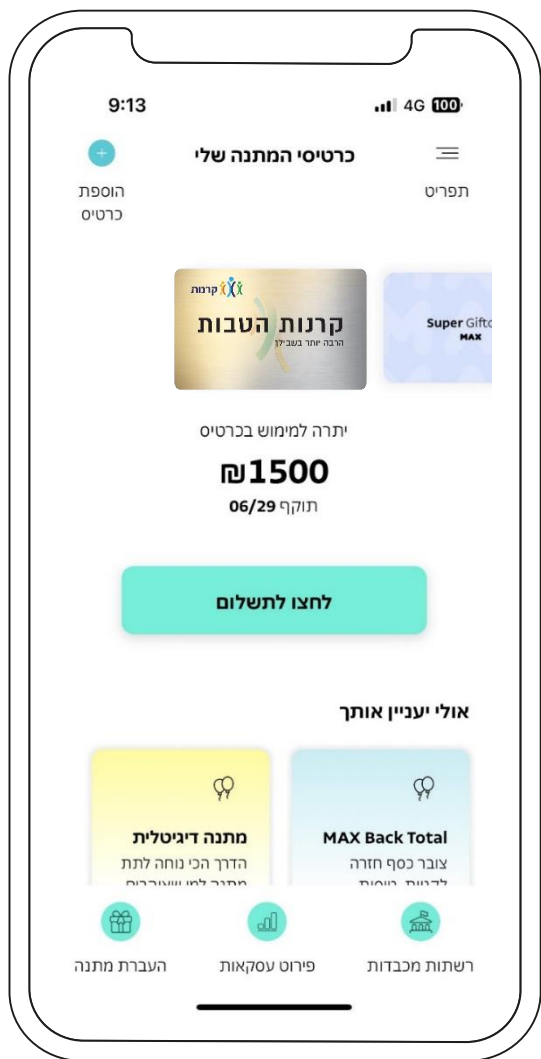 9:13
4G 100
כרטיסי המתנה שלי
תפריט
הוספת
כרטיס
קרנות
קרנות הטבות
הרבה יותר בשבילך
Super Giftc
MAX
יתרה למימוש בכרטיס
₪1500
תוקף 06/29
לחצו לתשלום
אולי יעניין אותך
MAX Back Total
צובר כסף חזרה
מתנה דיגיטלית
הדרך הכי נוחה לתת
רשתות מכבדות
פירוט עסקאות
העברת מתנה